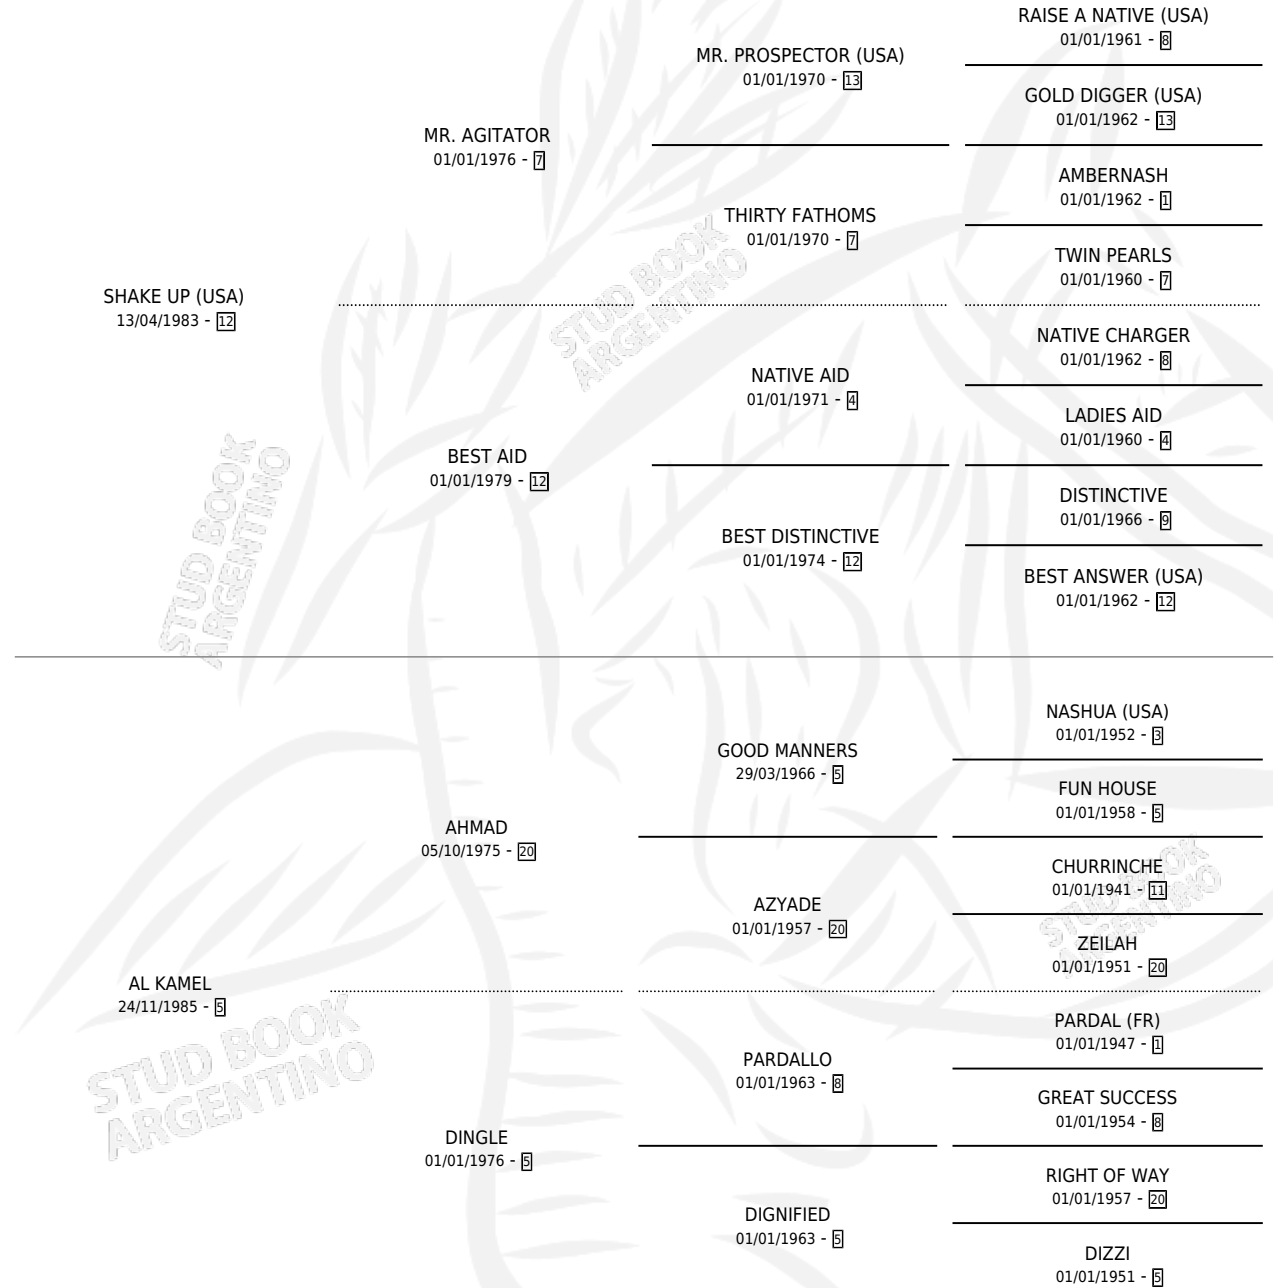 RAISE A NATIVE (USA)
01/01/1961 - 8
MR. PROSPECTOR (USA)
01/01/1970 - 13
GOLD DIGGER (USA)
01/01/1962 - 13
MR. AGITATOR
01/01/1976 - 7
AMBERNASH
01/01/1962 - 1
THIRTY FATHOMS
01/01/1970 - 7
TWIN PEARLS
01/01/1960 - 7
SHAKE UP (USA)
13/04/1983 - 12
NATIVE CHARGER
01/01/1962 - 8
NATIVE AID
01/01/1971 - 4
LADIES AID
01/01/1960 - 4
BEST AID
01/01/1979 - 12
DISTINCTIVE
01/01/1966 - 9
BEST DISTINCTIVE
01/01/1974 - 12
BEST ANSWER (USA)
01/01/1962 - 12
NASHUA (USA)
01/01/1952 - 3
GOOD MANNERS
29/03/1966 - 5
FUN HOUSE
01/01/1958 - 5
AHMAD
05/10/1975 - 20
CHURRINCHE
01/01/1941 - 11
AZYADE
01/01/1957 - 20
ZEILAH
01/01/1951 - 20
AL KAMEL
24/11/1985 - 5
PARDAL (FR)
01/01/1947 - 1
PARDALLO
01/01/1963 - 8
GREAT SUCCESS
01/01/1954 - 8
DINGLE
01/01/1976 - 5
RIGHT OF WAY
01/01/1957 - 20
DIGNIFIED
01/01/1963 - 5
DIZZI
01/01/1951 - 5
STUD BOOK
ARGENTINO
STUD BOOK
ARGENTINO
STUD BOOK
ARGENTINO
STUD BOOK
ARGENTINO